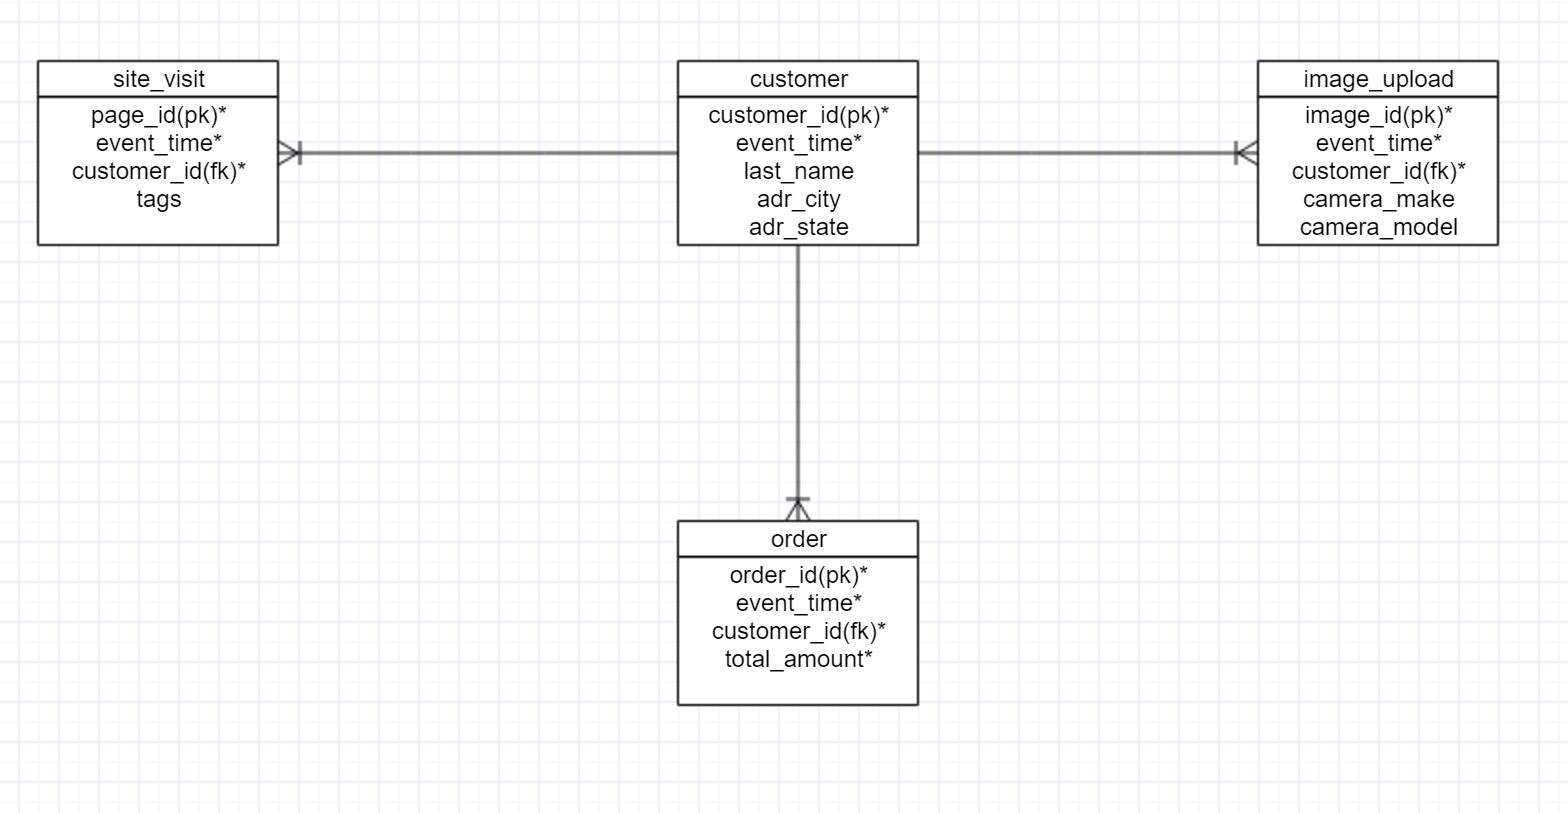 site_visit
page_id(pk)*
event_time*
customer_id(fk)*
tags
customer
customer_id(pk)*
event_time*
last_name
adr_city
adr_state
image_upload
image_id(pk)*
event_time*
customer_id(fk)*
camera_make
camera_model
order
order_id(pk)*
event_time*
customer_id(fk)*
total_amount*